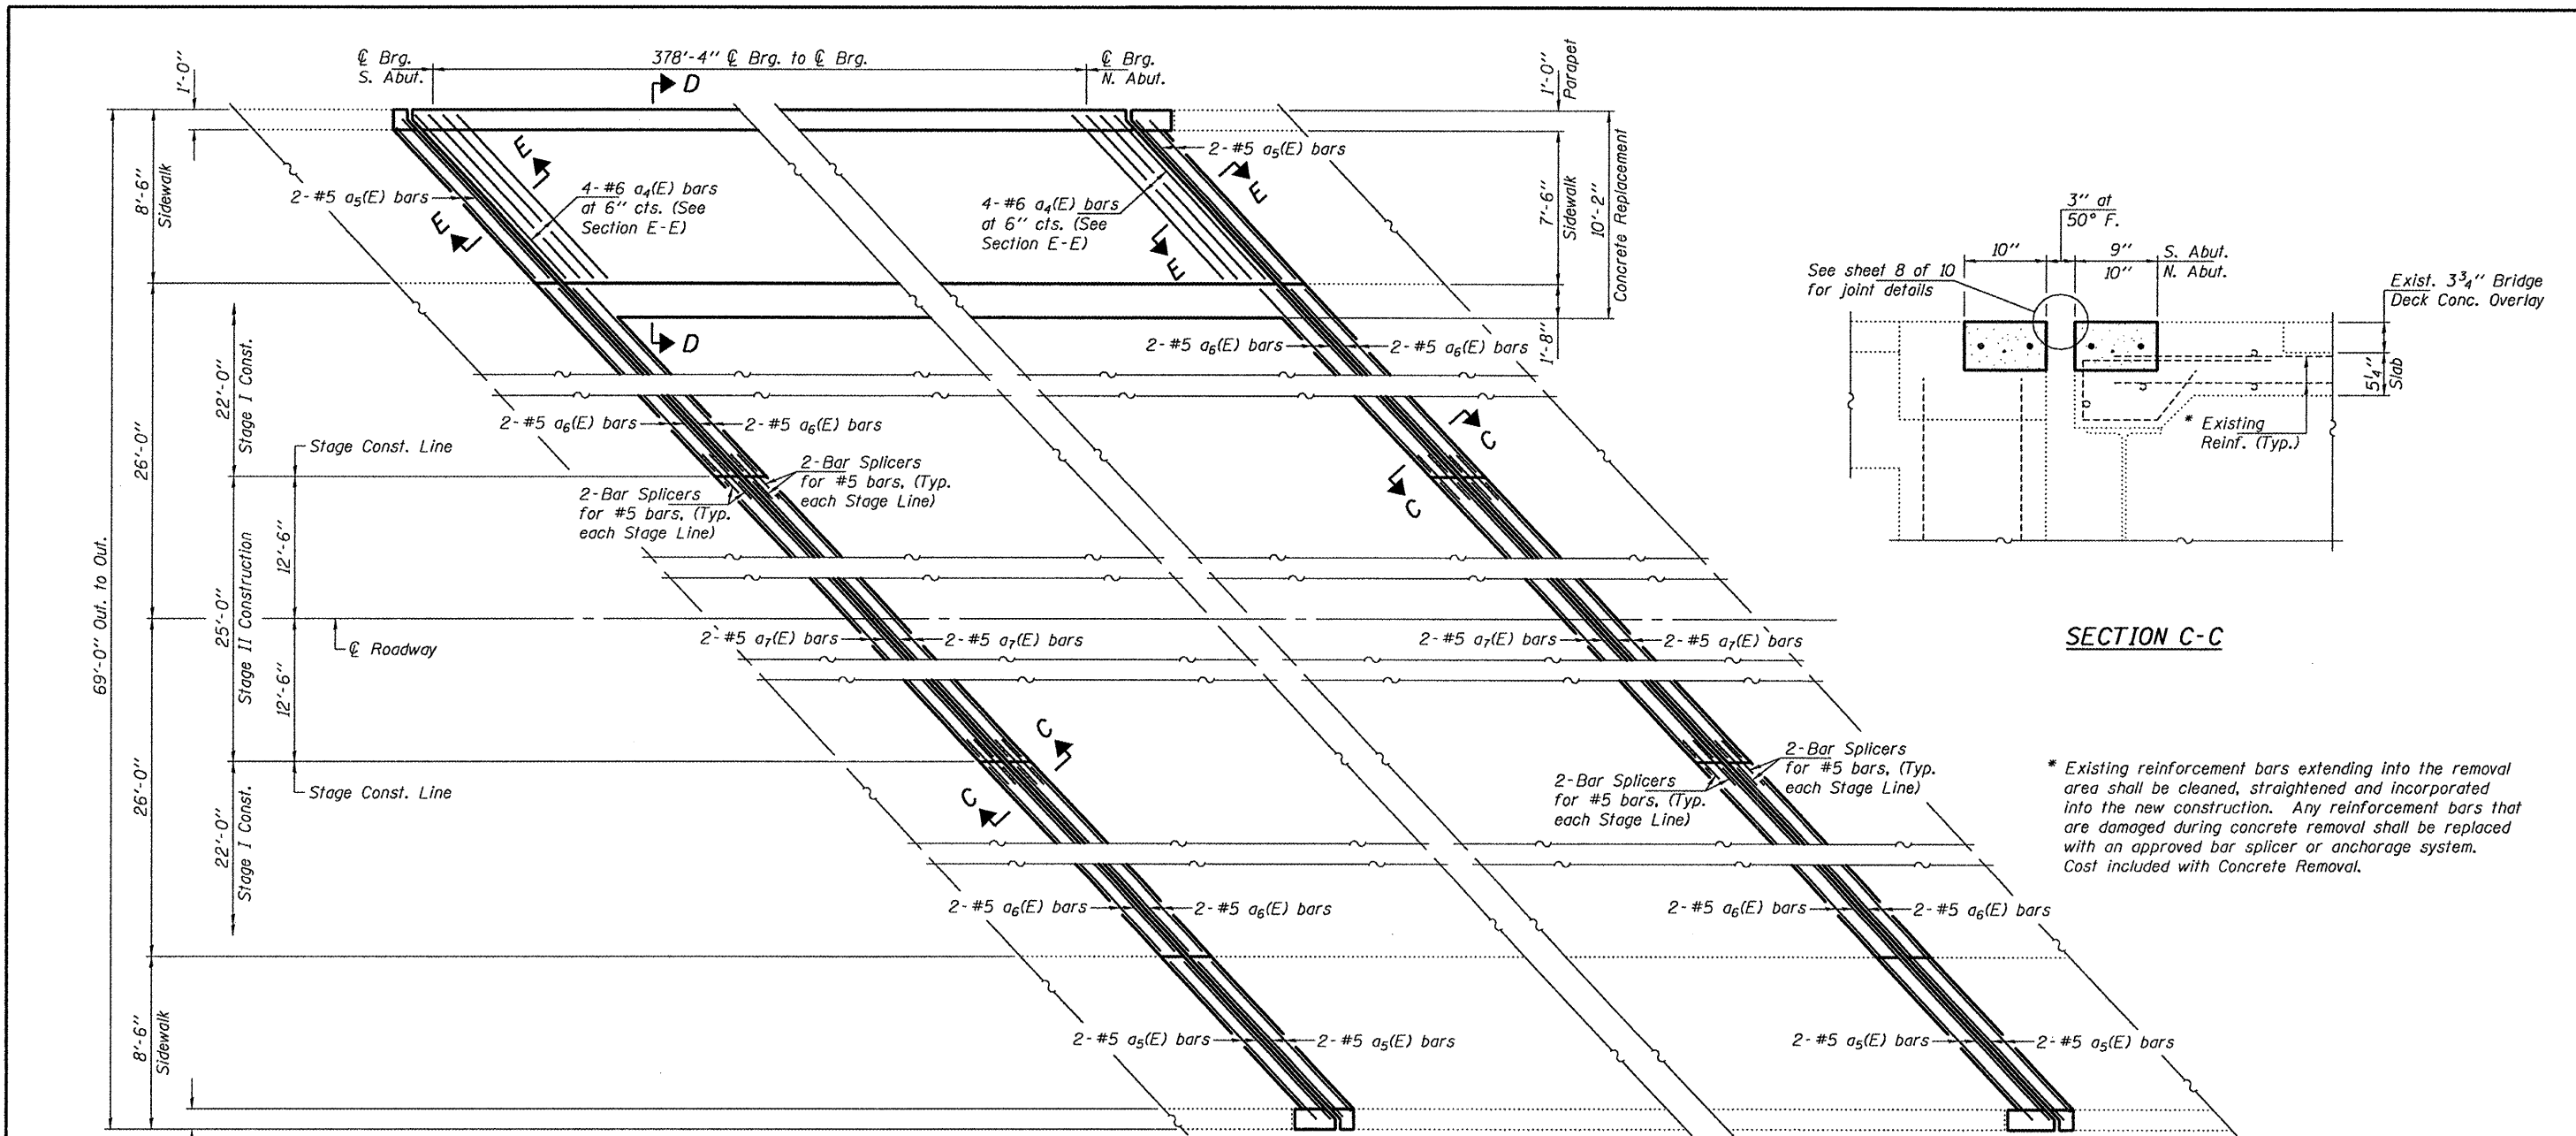 ℄ Brg.
S. Abut.
378'-4" ℄ Brg. to ℄ Brg.
℄ Brg.
N. Abut.
1'-0"
D
1'-0"
Parapet
8'-6"
Sidewalk
E
2-#5 a5(E) bars
4-#6 a4(E) bars
at 6" cts. (See
Section E-E)
E
4-#6 a4(E) bars
at 6" cts. (See
Section E-E)
2-#5 a5(E) bars
E
E
7'-6"
Sidewalk
10'-2"
Concrete Replacement
1'-8"
D
2-#5 a6(E) bars
2-#5 a6(E) bars
22'-0"
Stage I Const.
26'-0"
2-#5 a6(E) bars
2-#5 a6(E) bars
C
C
Stage Const. Line
2-Bar Splicers
for #5 bars, (Typ.
each Stage Line)
2-Bar Splicers
for #5 bars, (Typ.
each Stage Line)
69'-0" Out. to Out.
25'-0"
Stage II Construction
12'-6"
12'-6"
℄ Roadway
2-#5 a7(E) bars
2-#5 a7(E) bars
2-#5 a7(E) bars
2-#5 a7(E) bars
C
C
26'-0"
Stage Const. Line
22'-0"
Stage I Const.
2-Bar Splicers
for #5 bars, (Typ.
each Stage Line)
2-Bar Splicers
for #5 bars, (Typ.
each Stage Line)
2-#5 a6(E) bars
2-#5 a6(E) bars
2-#5 a6(E) bars
2-#5 a6(E) bars
8'-6"
Sidewalk
2-#5 a5(E) bars
2-#5 a5(E) bars
2-#5 a5(E) bars
2-#5 a5(E) bars
3" at
50° F.
10"
9"
S. Abut.
10"
N. Abut.
See sheet 8 of 10
for joint details
Exist. 3¾" Bridge
Deck Conc. Overlay
5¼"
Slab
* Existing
Reinf. (Typ.)
SECTION C-C
* Existing reinforcement bars extending into the removal
area shall be cleaned, straightened and incorporated
into the new construction. Any reinforcement bars that
are damaged during concrete removal shall be replaced
with an approved bar splicer or anchorage system.
Cost included with Concrete Removal.